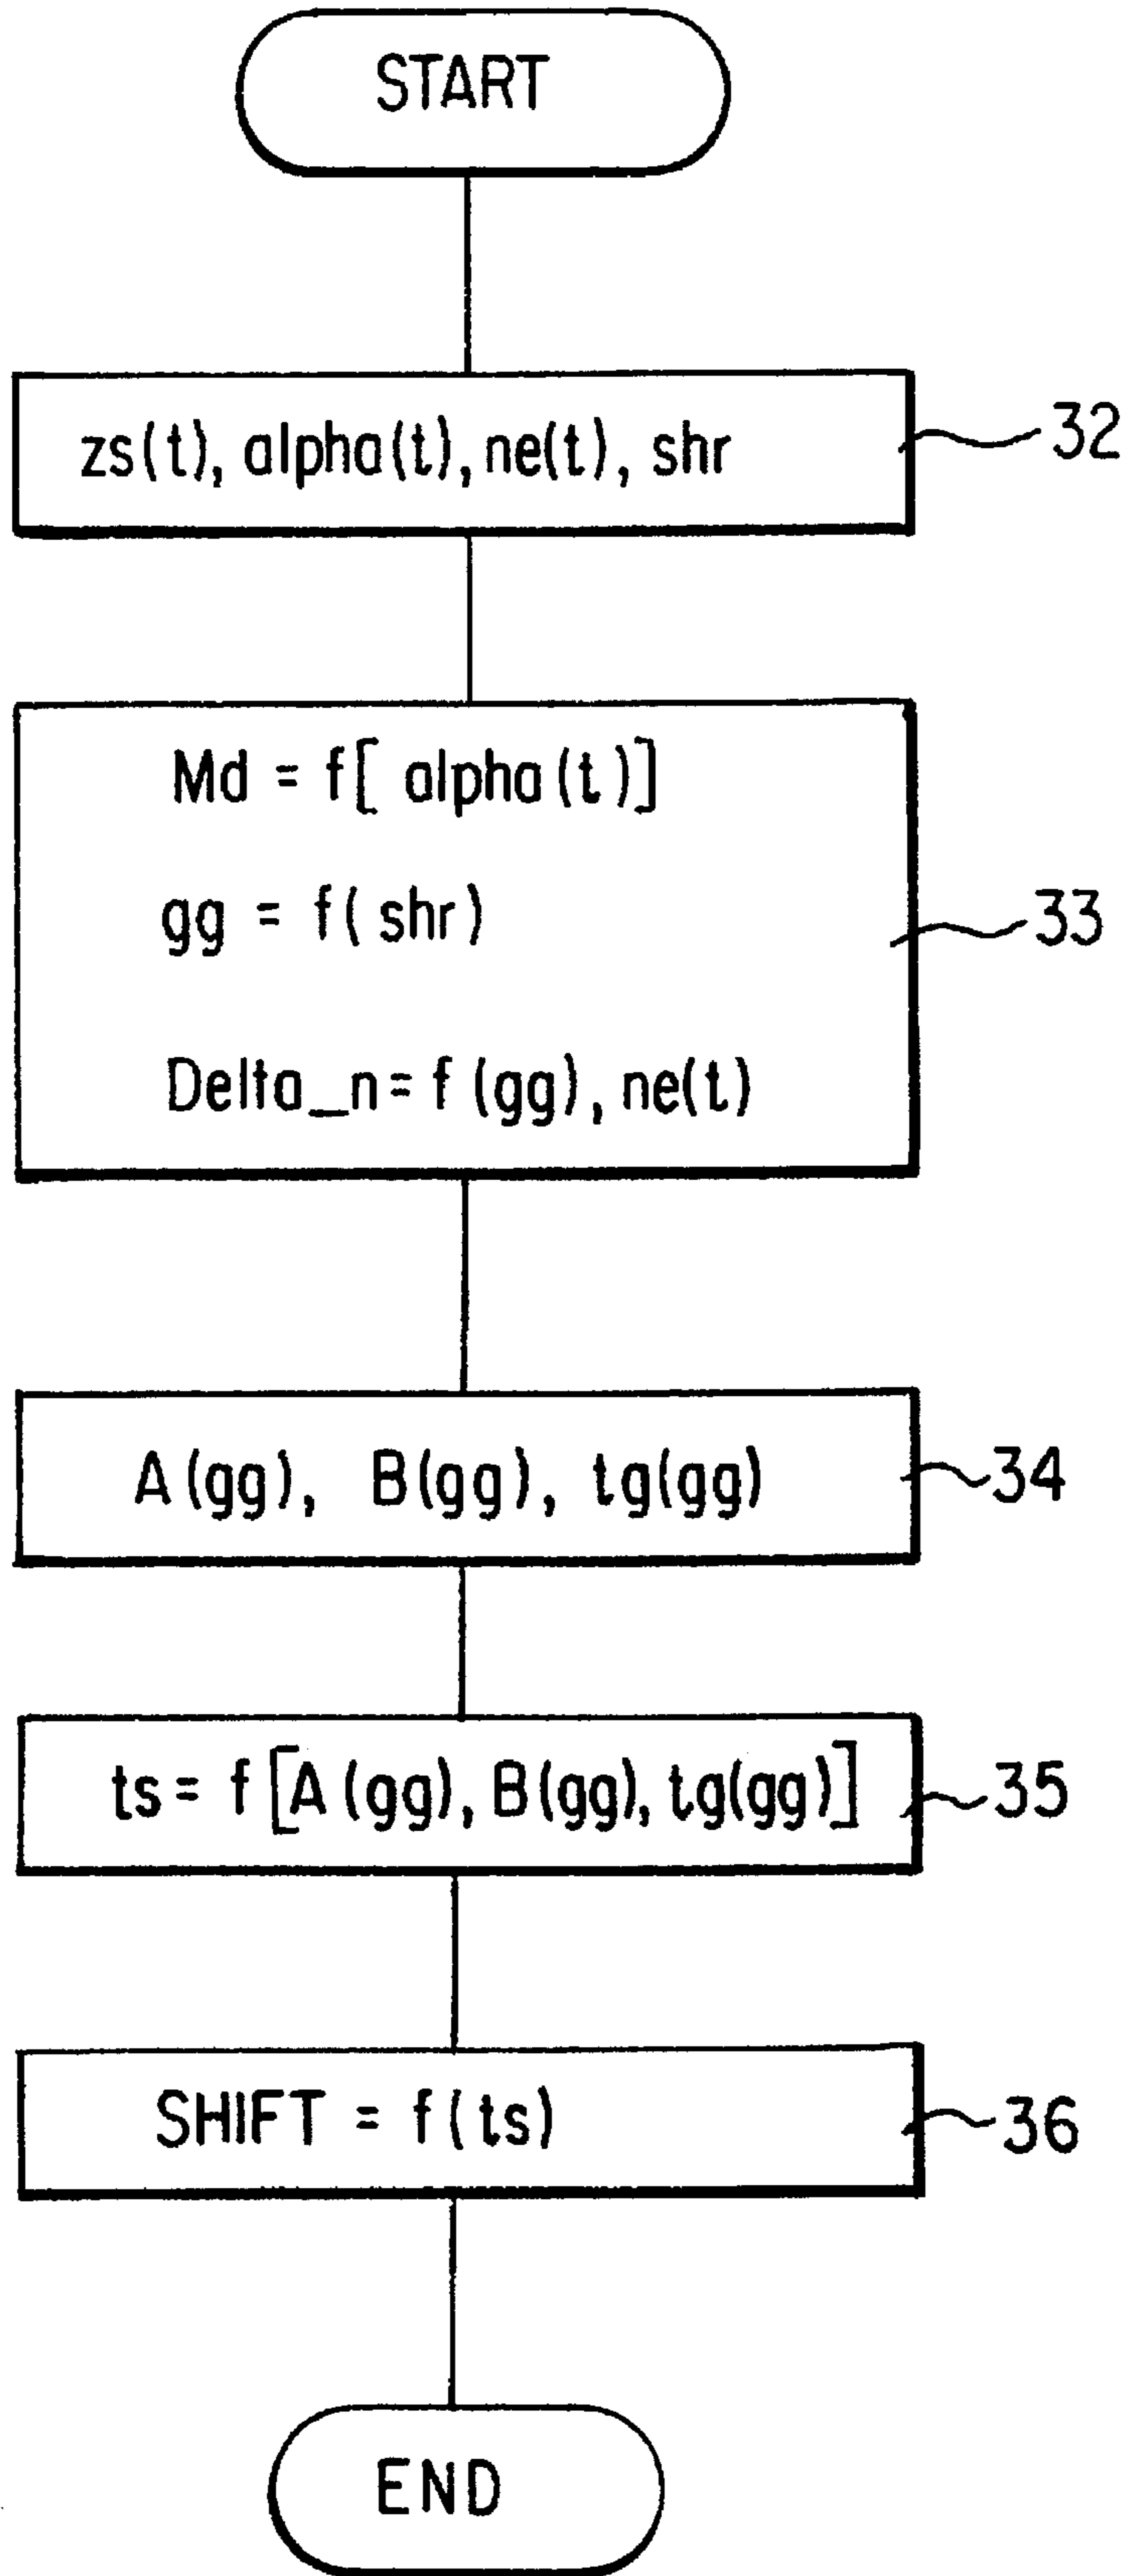 START
zs(t), alpha(t), ne(t), shr
32
Md = f[ alpha(t)]
gg = f( shr)
33
Delta_n= f (gg), ne(t)
A(gg), B(gg), tg(gg)
34
ts= f [A(gg), B(gg), tg(gg)]
35
SHIFT = f(ts)
36
END